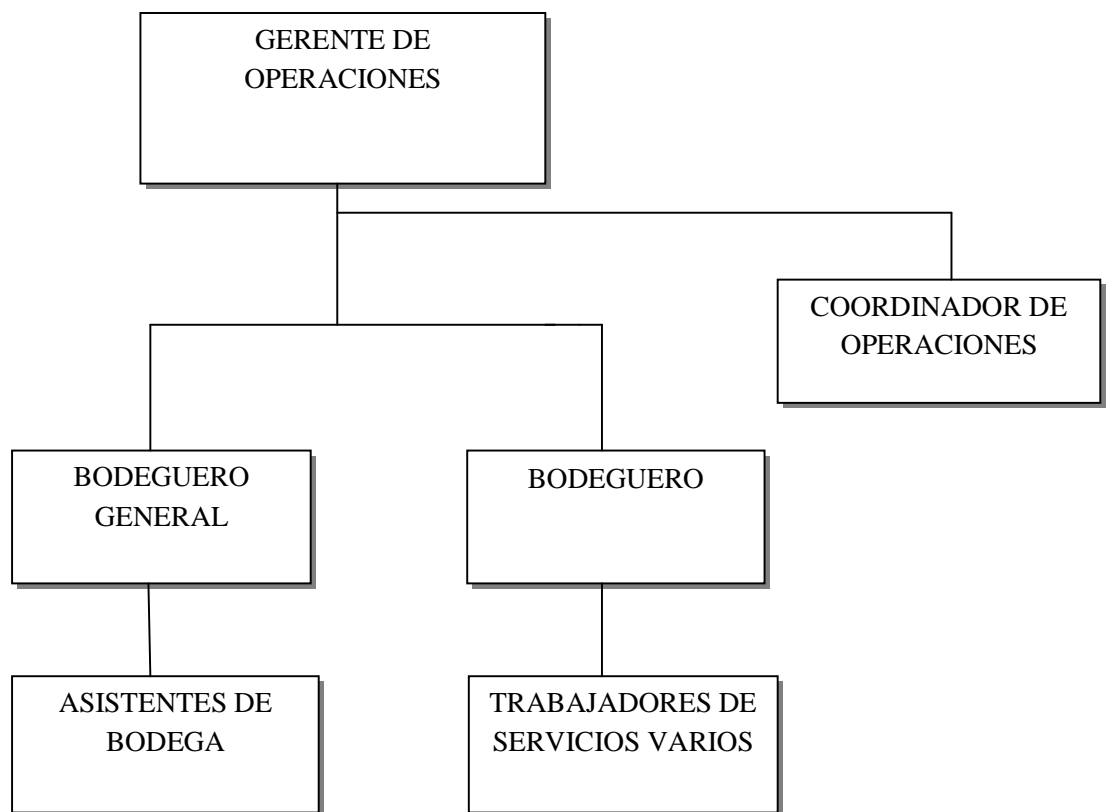 GERENTE DE
OPERACIONES
COORDINADOR DE
OPERACIONES
BODEGUERO
GENERAL
BODEGUERO
ASISTENTES DE
BODEGA
TRABAJADORES DE
SERVICIOS VARIOS